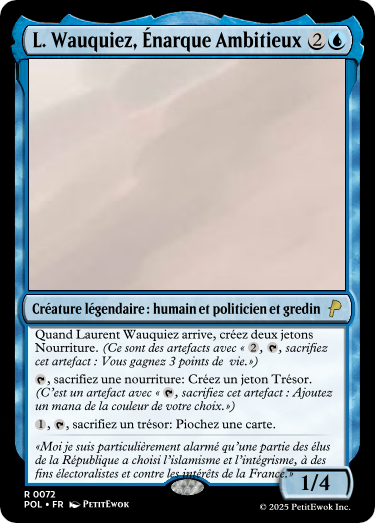 L. Wauquiez, Énarque Ambitieux 2
Créature légendaire : humain et politicien et gredin
Quand Laurent Wauquiez arrive, créez deux jetons
Nourriture. (Ce sont des artefacts avec « 2, , sacrifiez
cet artefact : Vous gagnez 3 points de vie.»)
, sacrifiez une nourriture: Créez un jeton Trésor.
(C'est un artefact avec « , sacrifiez cet artefact : Ajoutez
un mana de la couleur de votre choix.»)
1, , sacrifiez un trésor: Piochez une carte.
«Moi je suis particulièrement alarmé qu'une partie des élus
de la République a choisi l'islamisme et l'intégrisme, à des
fins électoralistes et contre les intérêts de la France.»
1/4
R 0072
POL • FR PetitEwok
© 2025 PetitEwok Inc.